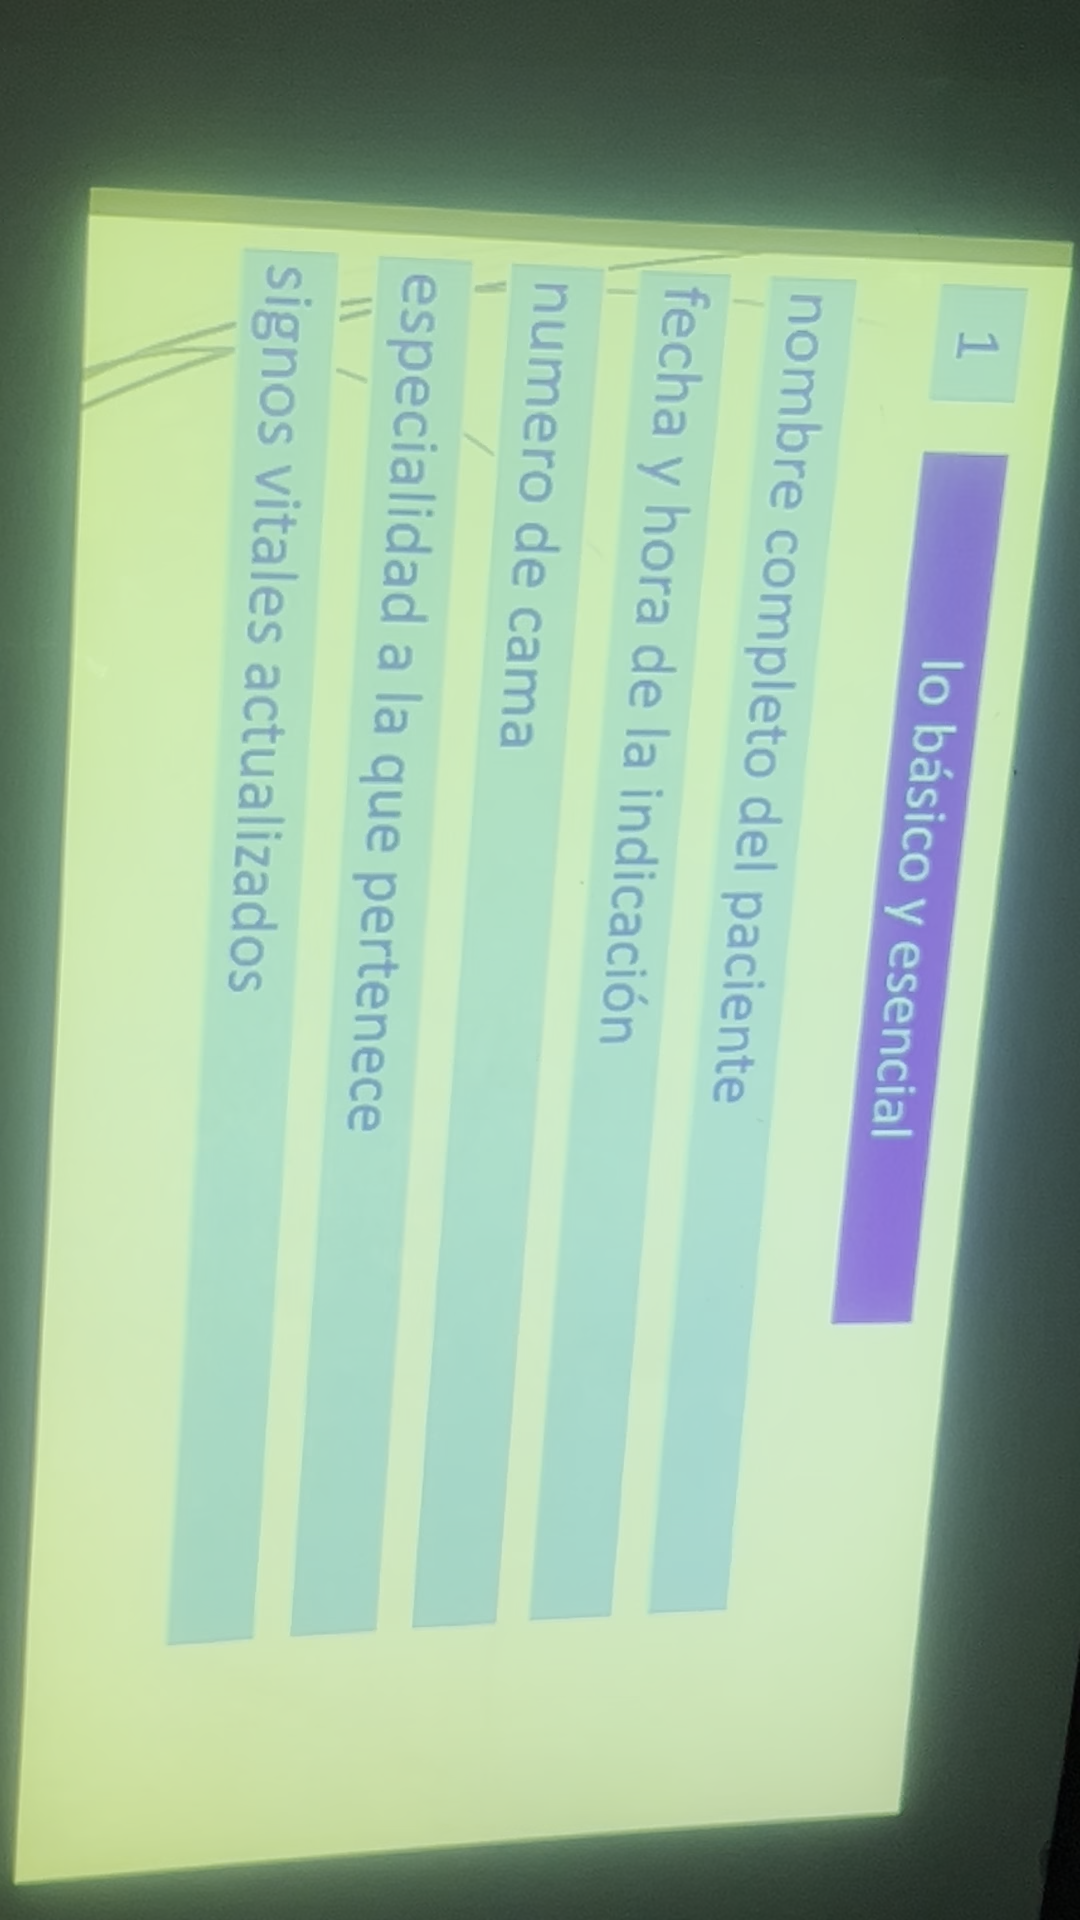 1
lo básico y esencial
nombre completo del paciente
fecha y hora de la indicación
numero de cama
especialidad a la que pertenece
signos vitales actualizados